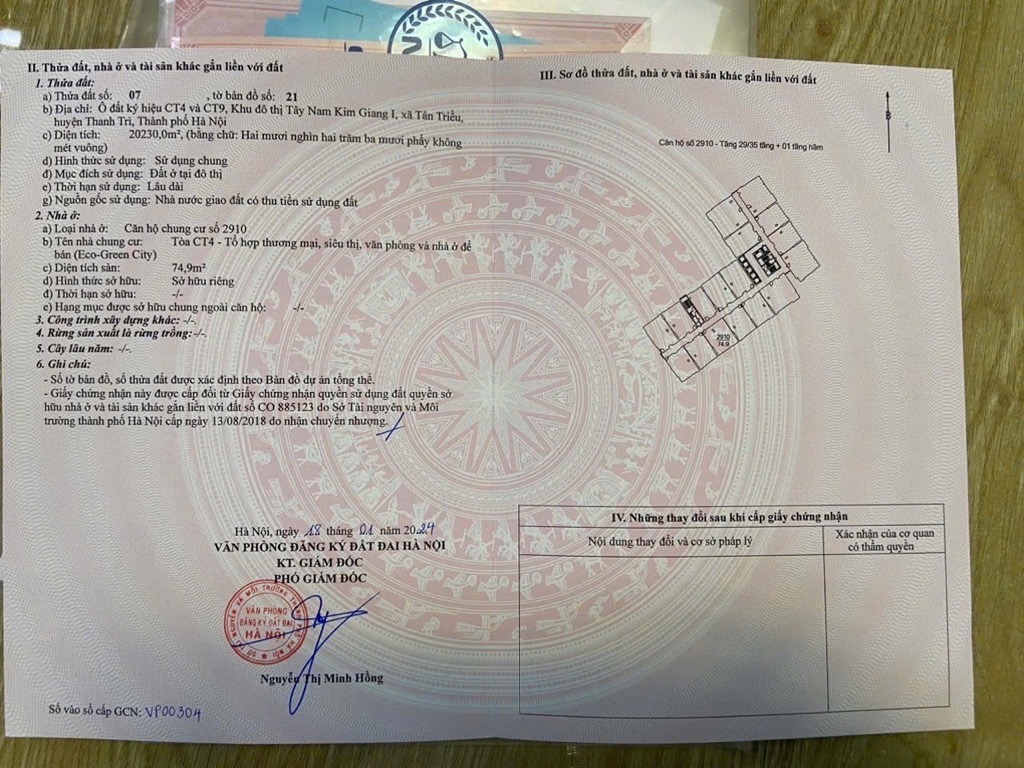 II. Thửa đất, nhà ở và tài sản khác gắn liền với đất
1. Thửa đất:
a) Thửa đất số: 07 , tờ bản đồ số: 21
b) Địa chỉ: Ô đất ký hiệu CT4 và CT9, Khu đô thị Tây Nam Kim Giang I, xã Tân Triều,
huyện Thanh Trì, Thành phố Hà Nội
c) Diện tích: 20230,0m², (bằng chữ: Hai mươi nghìn hai trăm ba mươi phẩy không
mét vuông)
d) Hình thức sử dụng: Sử dụng chung
đ) Mục đích sử dụng: Đất ở tại đô thị
e) Thời hạn sử dụng: Lâu dài
g) Nguồn gốc sử dụng: Nhà nước giao đất có thu tiền sử dụng đất
2. Nhà ở:
a) Loại nhà ở: Căn hộ chung cư số 2910
b) Tên nhà chung cư: Tòa CT4 - Tổ hợp thương mại, siêu thị, văn phòng và nhà ở để
bán (Eco-Green City)
c) Diện tích sàn: 74,9m²
d) Hình thức sở hữu: Sở hữu riêng
đ) Thời hạn sở hữu: -/-
e) Hạng mục được sở hữu chung ngoài căn hộ: -/-
3. Công trình xây dựng khác: -/-.
4. Rừng sản xuất là rừng trồng:-/-.
5. Cây lâu năm: -/-.
6. Ghi chú:
- Số tờ bản đồ, số thửa đất được xác định theo Bản đồ dự án tổng thể.
- Giấy chứng nhận này được cấp đổi từ Giấy chứng nhận quyền sử dụng đất quyền sở
hữu nhà ở và tài sản khác gắn liền với đất số CO 885123 do Sở Tài nguyên và Môi
trường thành phố Hà Nội cấp ngày 13/08/2018 do nhận chuyển nhượng.
Hà Nội, ngày 18 tháng 01 năm 2024
VĂN PHÒNG ĐĂNG KÝ ĐẤT ĐAI HÀ NỘI
KT. GIÁM ĐỐC
PHÓ GIÁM ĐỐC
VĂN PHÒNG
ĐĂNG KÝ ĐẤT ĐAI
HÀ NỘI
Nguyễn Thị Minh Hồng
Số vào sổ cấp GCN: VP00304
III. Sơ đồ thửa đất, nhà ở và tài sản khác gắn liền với đất
B
Căn hộ số 2910 - Tầng 29/35 tầng + 01 tầng hầm
2910
74.9
IV. Những thay đổi sau khi cấp giấy chứng nhận
Nội dung thay đổi và cơ sở pháp lý
Xác nhận của cơ quan
có thẩm quyền